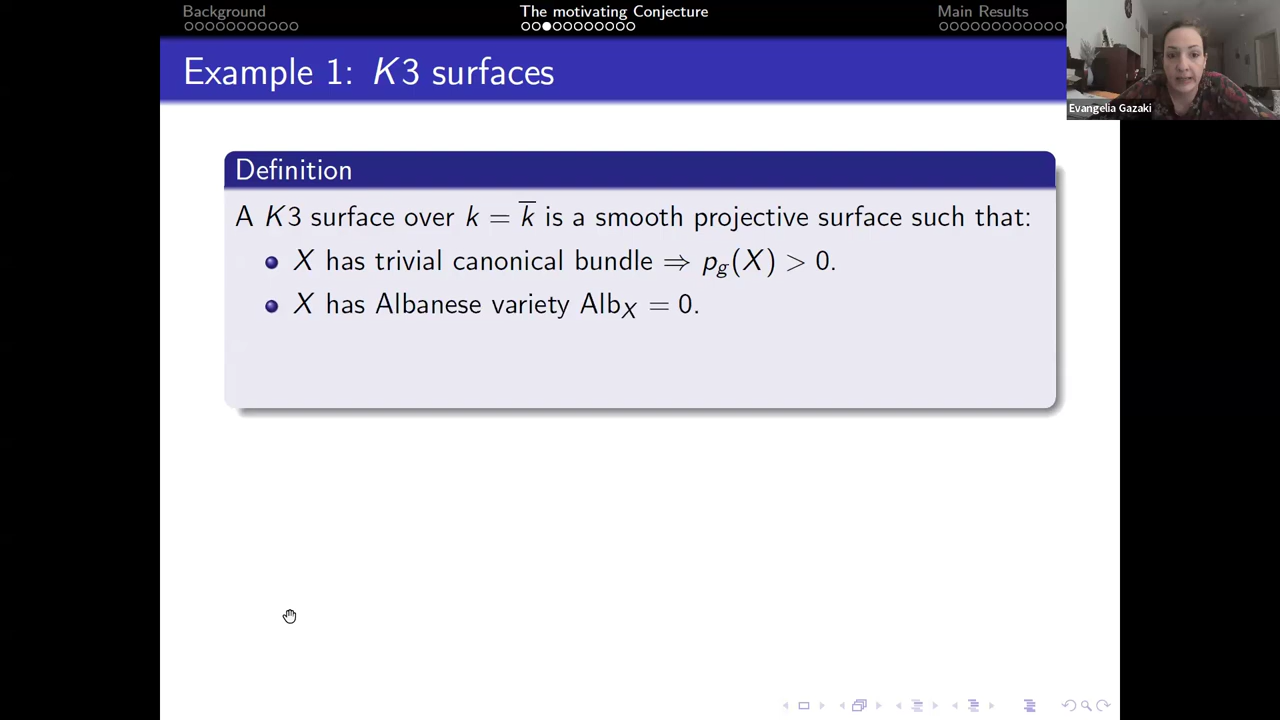 Background
The motivating Conjecture
Main Results
Example 1: K3 surfaces
Evangelia Gazaki
Definition
A K3 surface over k = k̅ is a smooth projective surface such that:
X has trivial canonical bundle ⇒ p_g(X) > 0.
X has Albanese variety Alb_X = 0.